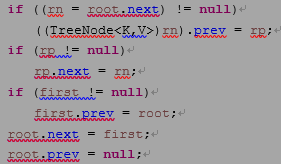 if ((rn = root.next) != null)
((TreeNode<K,V>)rn).prev = rp;
if (rp != null)
rp.next = rn;
if (first != null)
first.prev = root;
root.next = first;
root.prev = null;